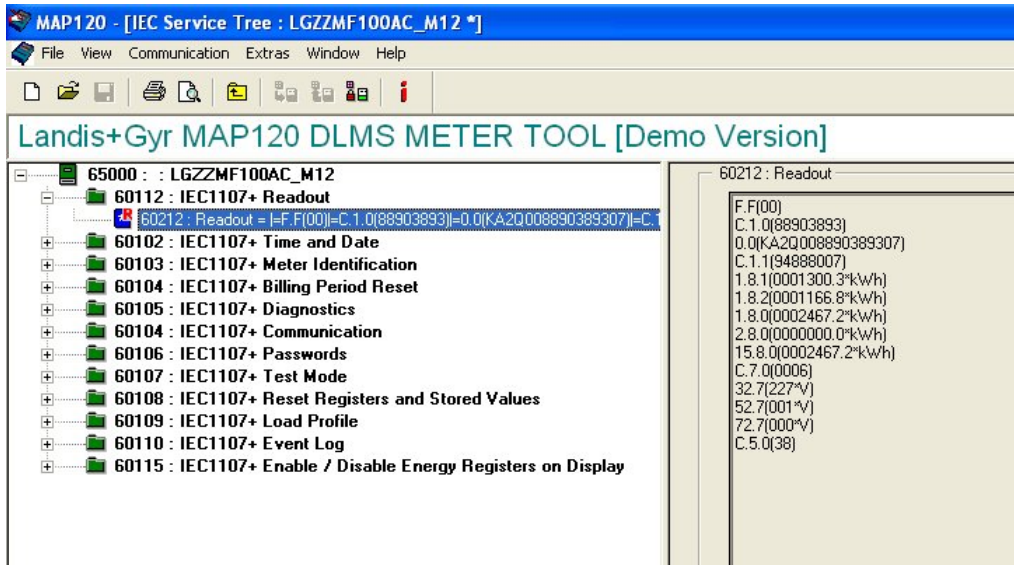 MAP120 - [IEC Service Tree : LGZZMF100AC_M12 *]
File View Communication Extras Window Help
Landis+Gyr MAP120 DLMS METER TOOL [Demo Version]
65000 : : LGZZMF100AC_M12
60112 : IEC1107+ Readout
60212 : Readout = |=F.F(00)|=C.1.0(88903893)|=0.0(KA2Q008890389307)|=C.1
60102 : IEC1107+ Time and Date
60103 : IEC1107+ Meter Identification
60104 : IEC1107+ Billing Period Reset
60105 : IEC1107+ Diagnostics
60104 : IEC1107+ Communication
60106 : IEC1107+ Passwords
60107 : IEC1107+ Test Mode
60108 : IEC1107+ Reset Registers and Stored Values
60109 : IEC1107+ Load Profile
60110 : IEC1107+ Event Log
60115 : IEC1107+ Enable / Disable Energy Registers on Display
60212 : Readout
F.F(00)
C.1.0(88903893)
0.0(KA2Q008890389307)
C.1.1(94888007)
1.8.1(0001300.3*kWh)
1.8.2(0001166.8*kWh)
1.8.0(0002467.2*kWh)
2.8.0(0000000.0*kWh)
15.8.0(0002467.2*kWh)
C.7.0(0006)
32.7(227*V)
52.7(001*V)
72.7(000*V)
C.5.0(38)